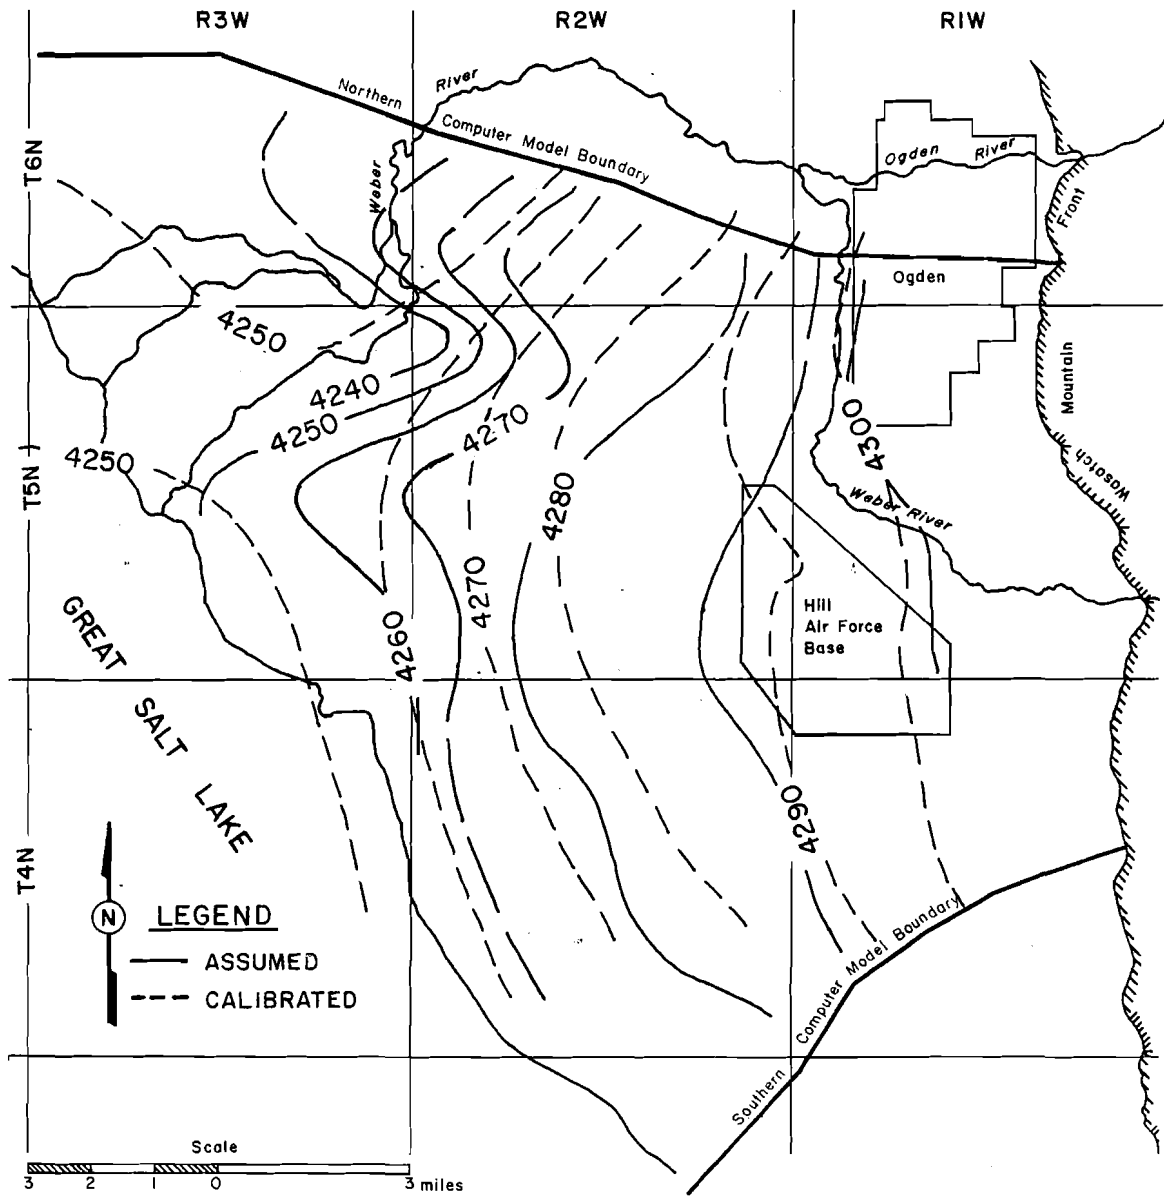 R3W
R2W
R1W
Northern
River
Computer Model Boundary
Ogden River
T6N
Weber
Front
Ogden
4250
4240
4250
4270
4250
4300
Mountain
Wasatch
T5N
4280
Weber River
4270
4260
Hill
Air Force
Base
GREAT
SALT
LAKE
4290
T4N
N
LEGEND
ASSUMED
CALIBRATED
Computer Model Boundary
Southern
Scale
3 2 1 0 3 miles